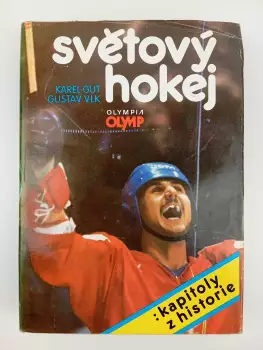 světový
hokej
KAREL GUT
GUSTAV VLK
OLYMPIA
OLYMP
:kapitoly
z historie